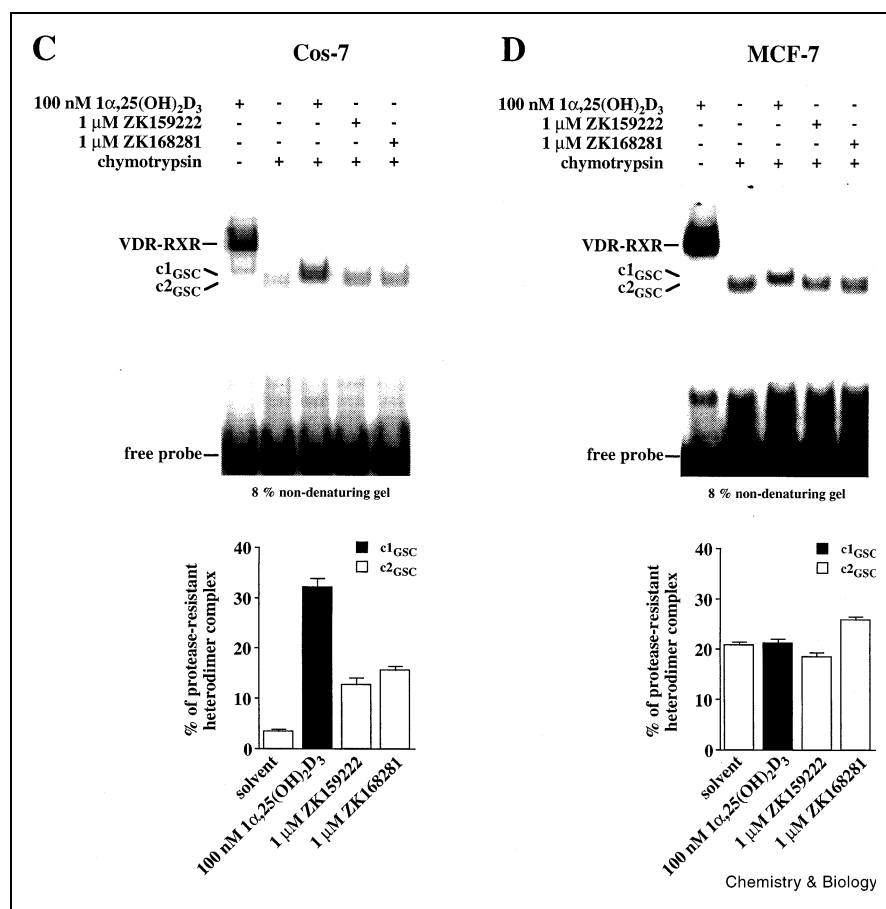 C
Cos-7
100 nM 1α,25(OH)₂D₃ + - + - -
1 μM ZK159222 - - - + -
1 μM ZK168281 - - - - +
chymotrypsin - + + + +
VDR-RXR
c1GSC
c2GSC
free probe
8 % non-denaturing gel
% of protease-resistant
heterodimer complex
40
30
20
10
0
c1GSC
c2GSC
solvent
100 nM 1α,25(OH)₂D₃
1 μM ZK159222
1 μM ZK168281
D
MCF-7
100 nM 1α,25(OH)₂D₃ + - + - -
1 μM ZK159222 - - - + -
1 μM ZK168281 - - - - +
chymotrypsin - + + + +
VDR-RXR
c1GSC
c2GSC
free probe
8 % non-denaturing gel
% of protease-resistant
heterodimer complex
40
30
20
10
0
c1GSC
c2GSC
solvent
100 nM 1α,25(OH)₂D₃
1 μM ZK159222
1 μM ZK168281
Chemistry & Biology